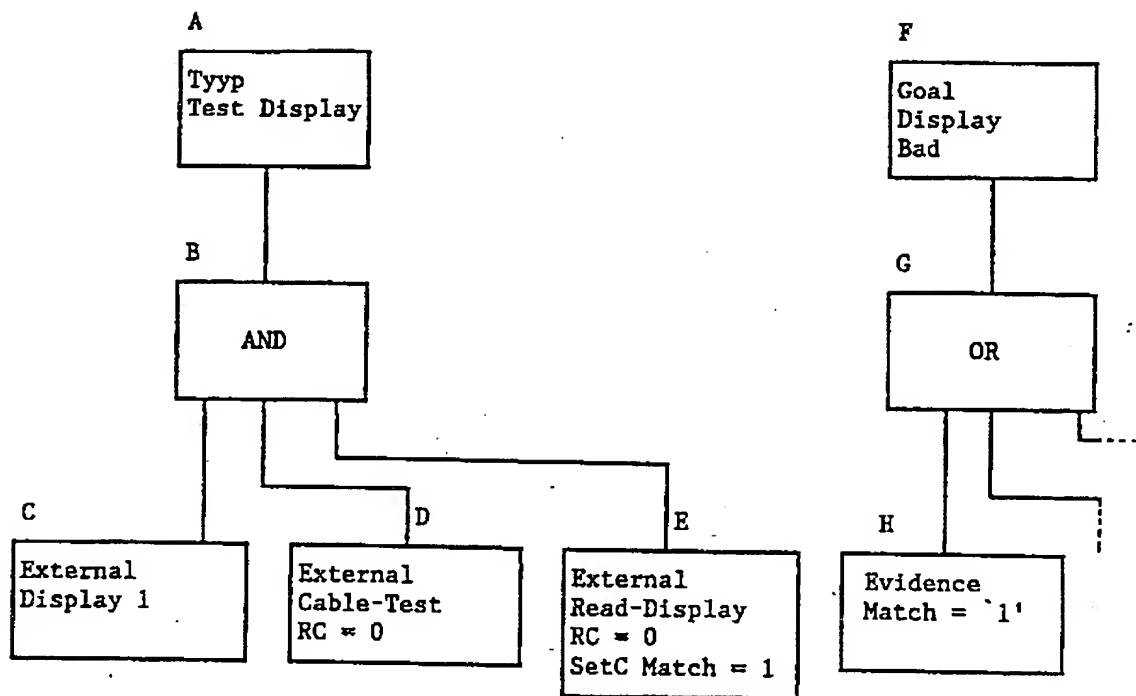 A
Tyyp
Test Display
B
AND
C
External
Display 1
D
External
Cable-Test
RC = 0
E
External
Read-Display
RC = 0
SetC Match = 1
F
Goal
Display
Bad
G
OR
H
Evidence
Match = `1'